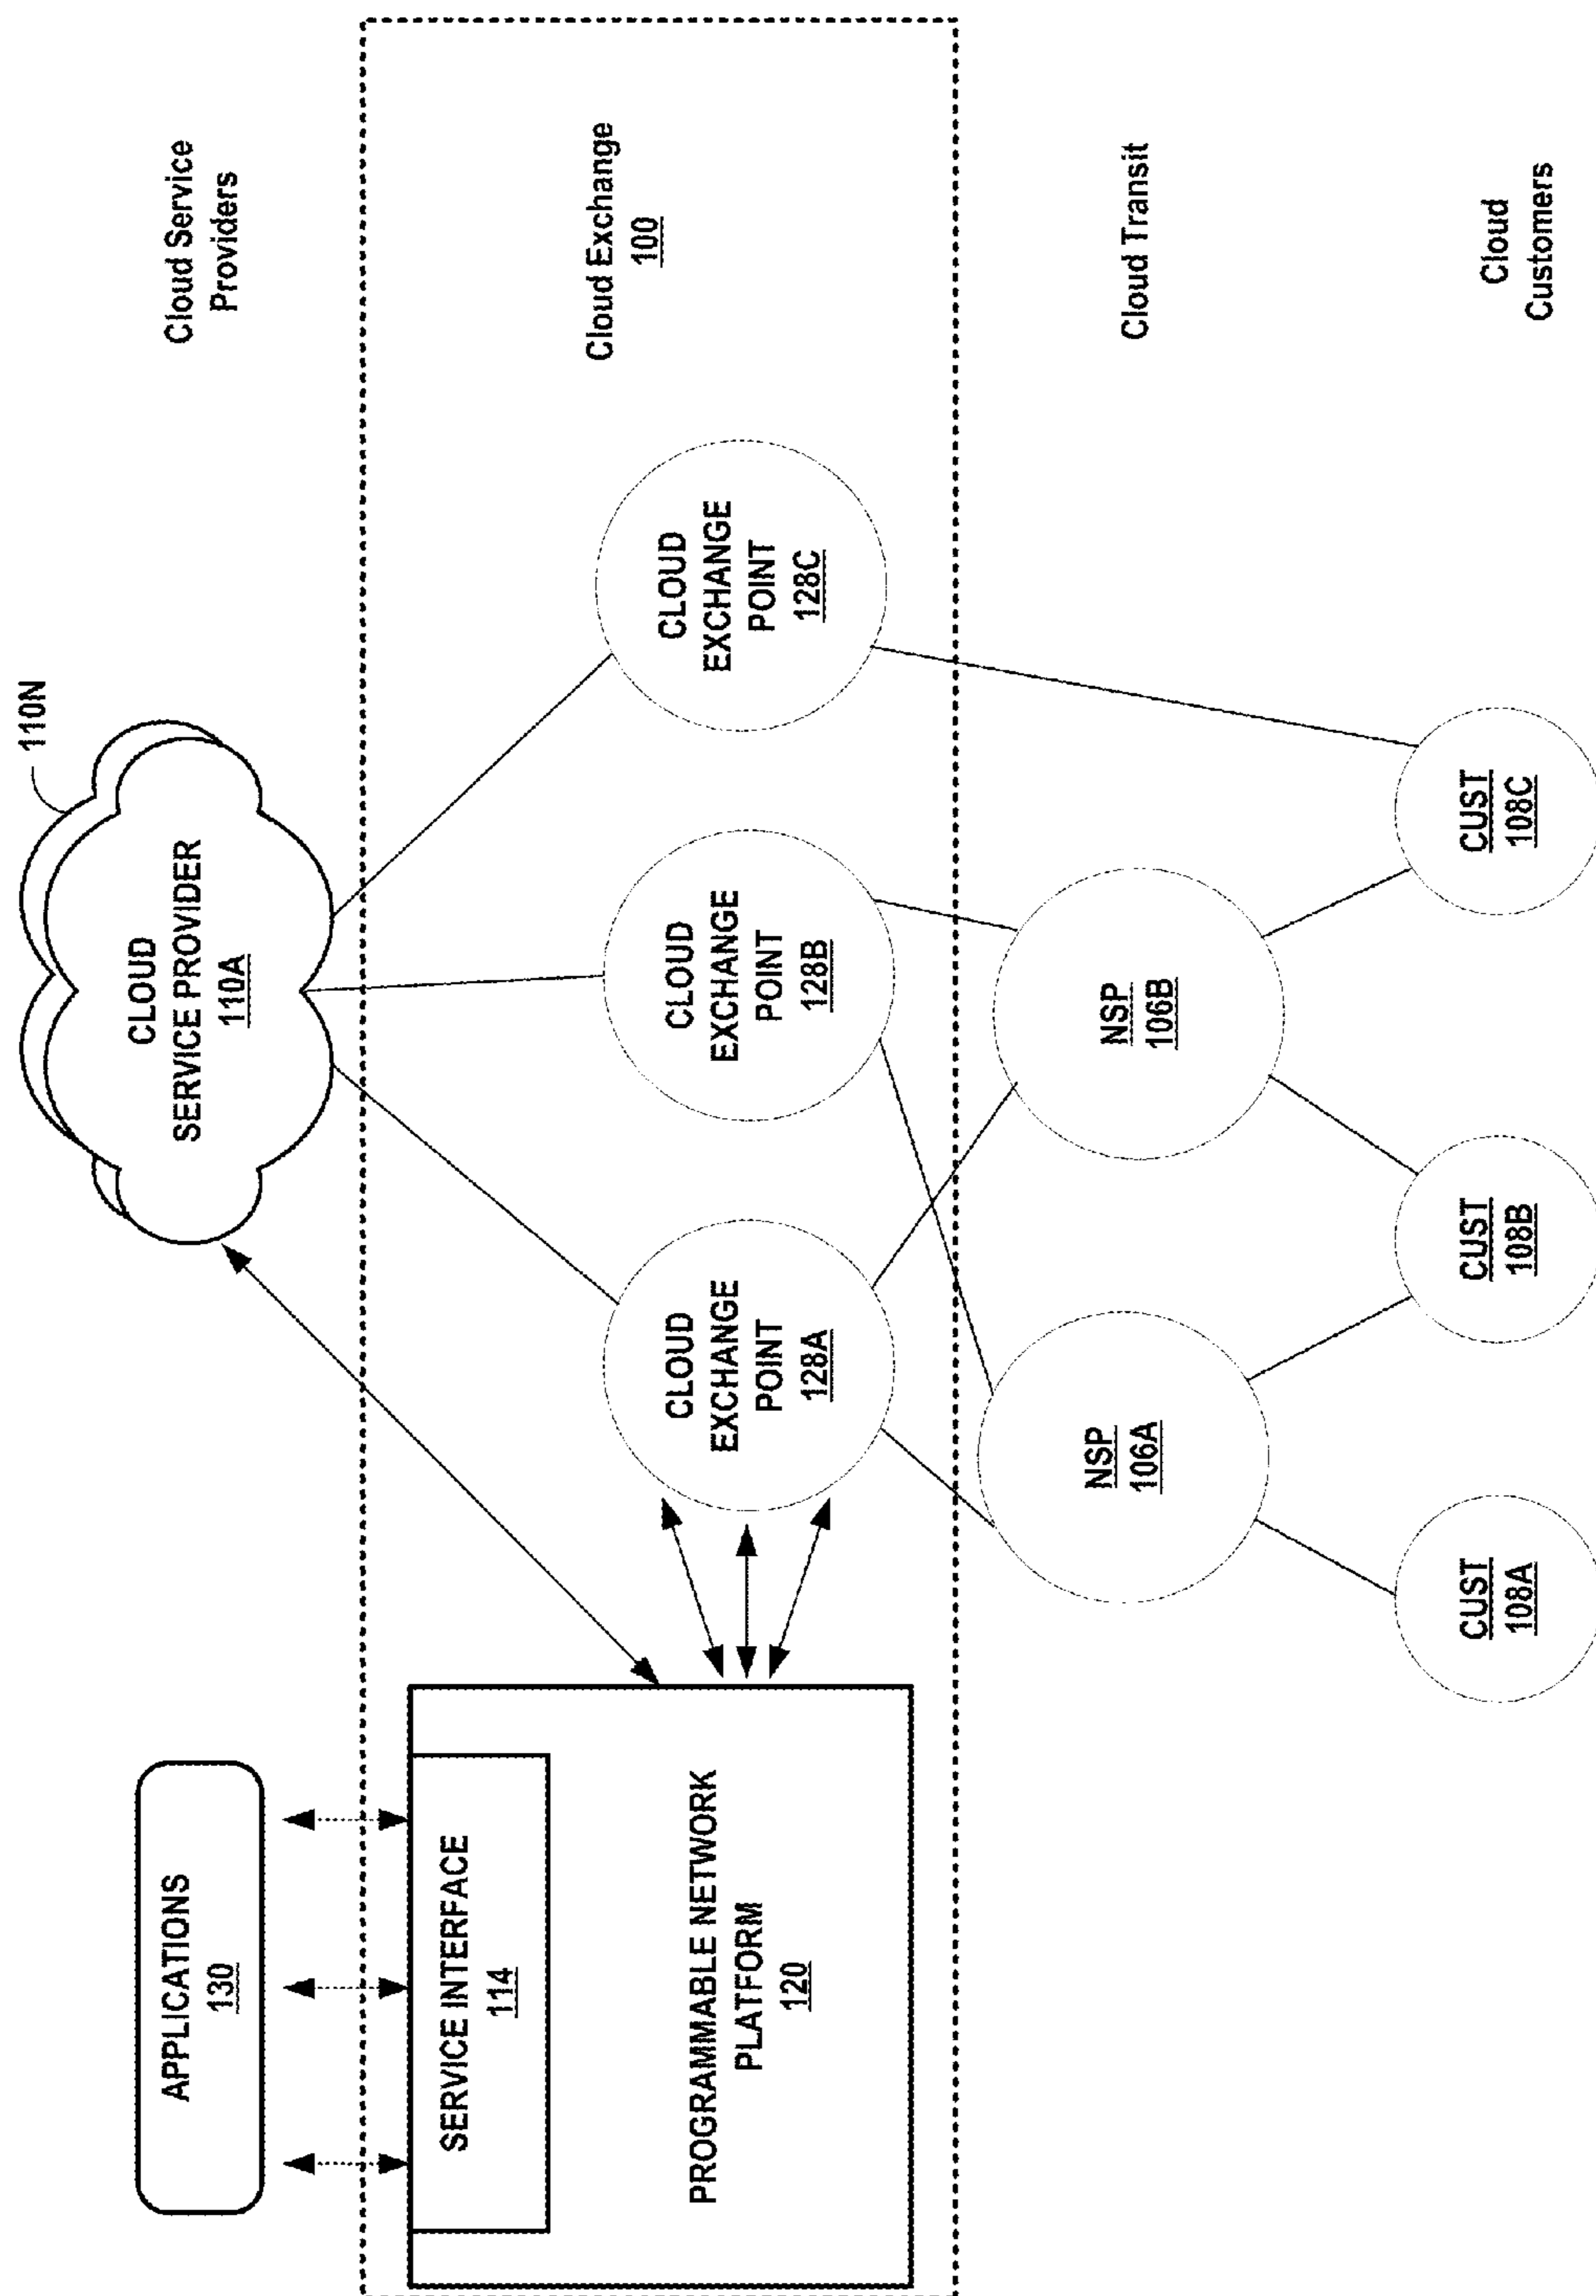 110N
CLOUD
SERVICE PROVIDER
110A
Cloud Service
Providers
APPLICATIONS
130
SERVICE INTERFACE
114
PROGRAMMABLE NETWORK
PLATFORM
120
CLOUD
EXCHANGE
POINT
128A
CLOUD
EXCHANGE
POINT
128B
CLOUD
EXCHANGE
POINT
128C
Cloud Exchange
100
NSP
106A
NSP
106B
Cloud Transit
CUST
108A
CUST
108B
CUST
108C
Cloud
Customers